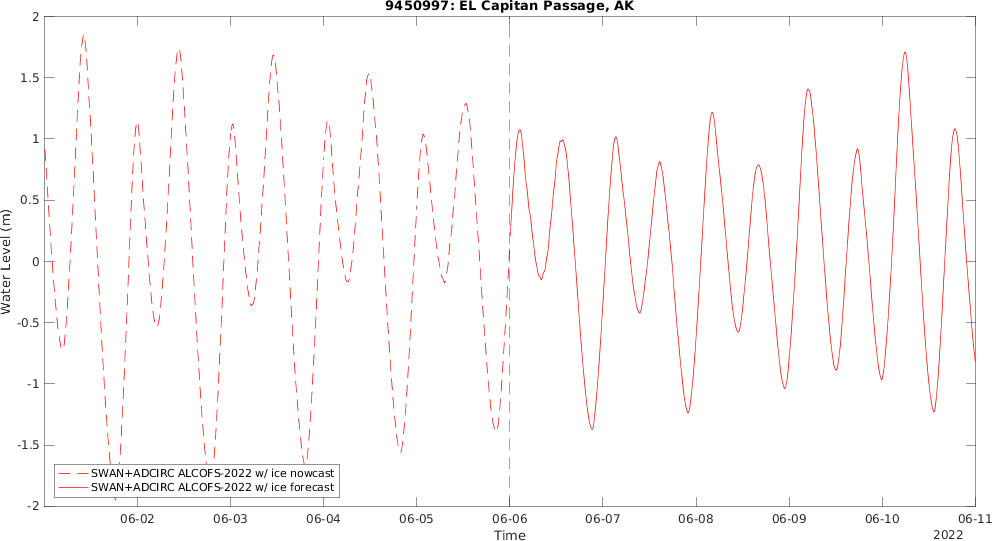 9450997: EL Capitan Passage, AK
2
1.5
1
0.5
0
-0.5
-1
-1.5
-2
Water Level (m)
SWAN+ADCIRC ALCOFS-2022 w/ ice nowcast
SWAN+ADCIRC ALCOFS-2022 w/ ice forecast
06-02 06-03 06-04 06-05 06-06 06-07 06-08 06-09 06-10 06-11
Time
2022